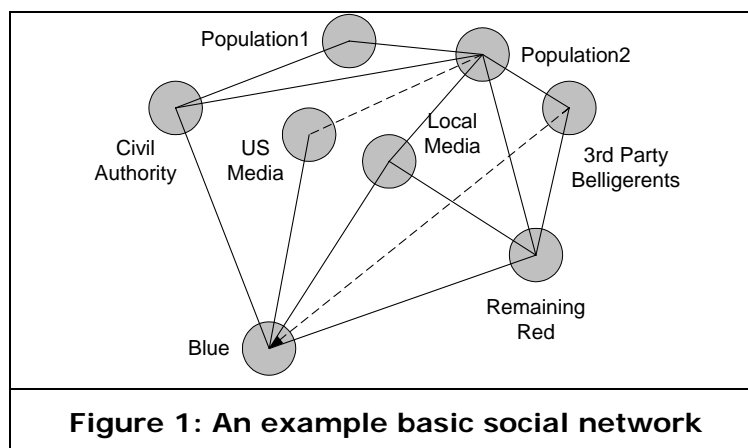 Population1
Population2
Civil
Authority
US
Media
Local
Media
3rd Party
Belligerents
Remaining
Red
Blue
Figure 1: An example basic social network